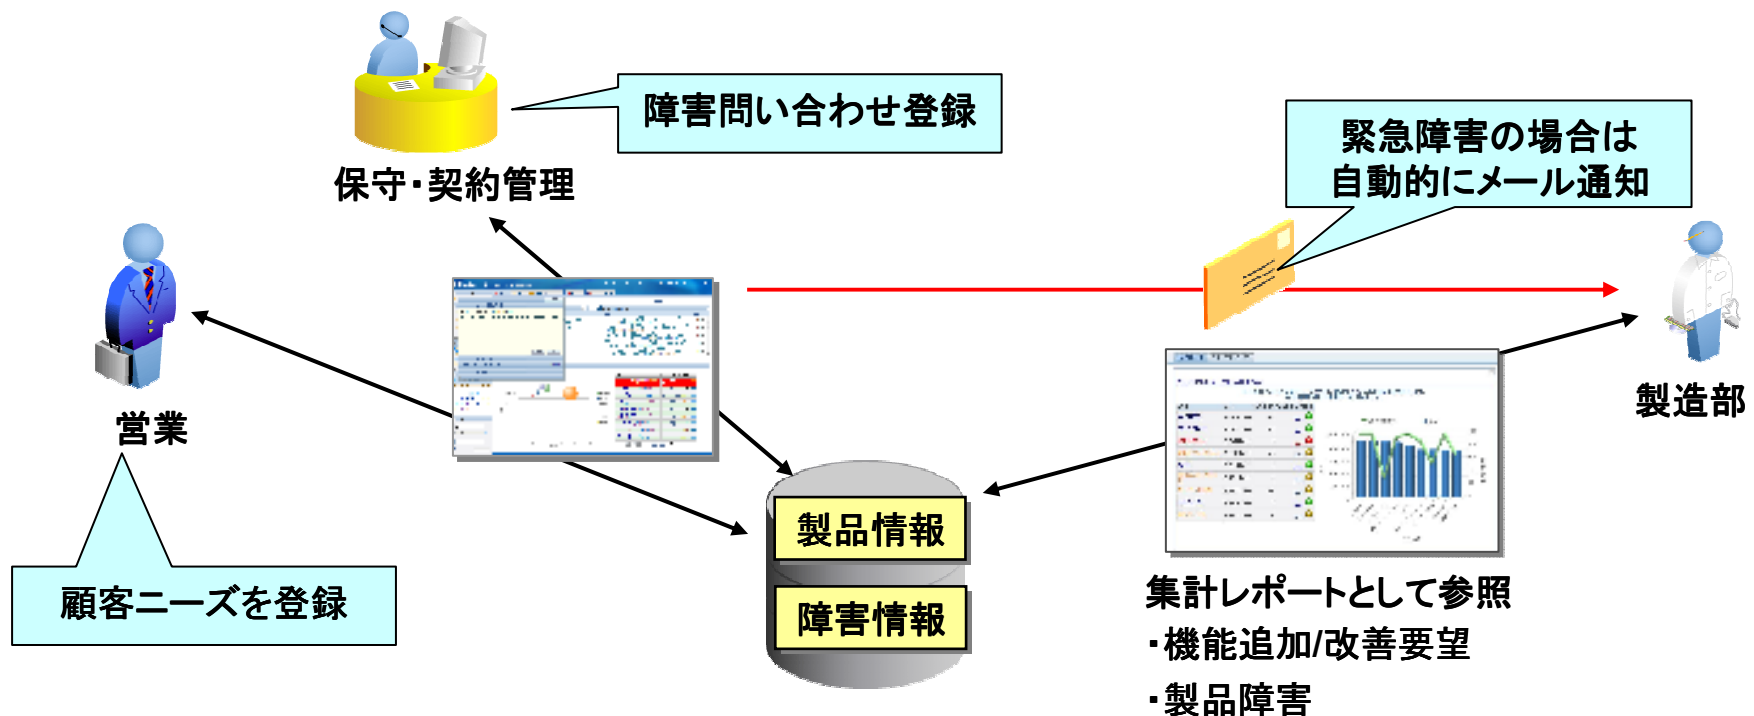 障害問い合わせ登録
緊急障害の場合は
自動的にメール通知
保守・契約管理
製造部
営業
製品情報
顧客ニーズを登録
障害情報
集計レポートとして参照
・機能追加/改善要望
・製品障害